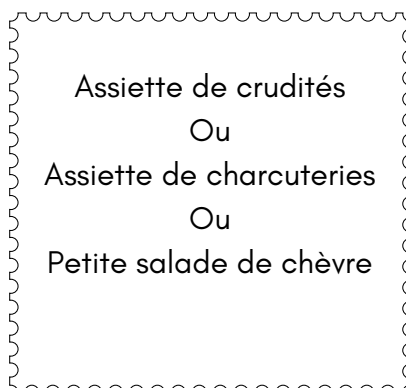 Assiette de crudités
Ou
Assiette de charcuteries
Ou
Petite salade de chèvre